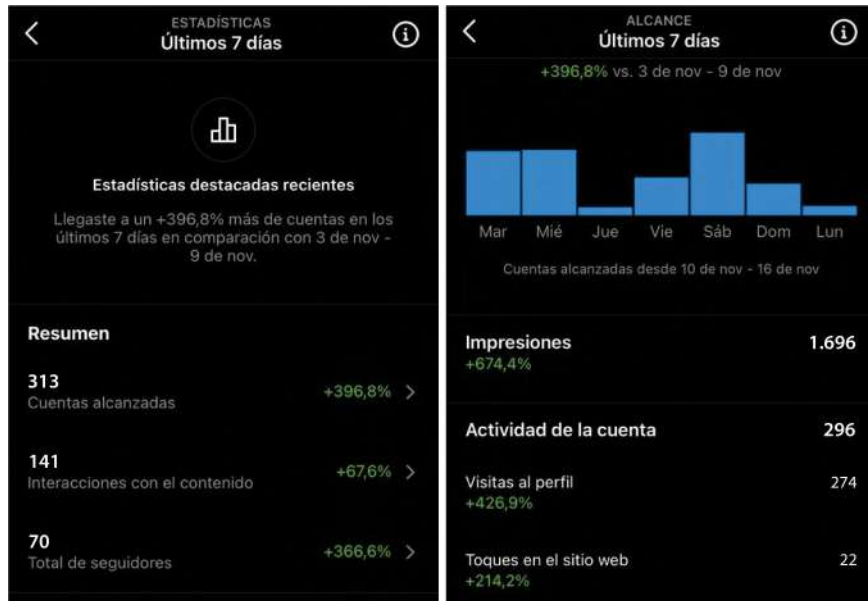 ESTADÍSTICAS
Últimos 7 días
Estadísticas destacadas recientes
Llegaste a un +396,8% más de cuentas en los
últimos 7 días en comparación con 3 de nov -
9 de nov.
Resumen
313
Cuentas alcanzadas
+396,8%
141
Interacciones con el contenido
+67,6%
70
Total de seguidores
+366,6%
ALCANCE
Últimos 7 días
+396,8% vs. 3 de nov - 9 de nov
Mar Mié Jue Vie Sáb Dom Lun
Cuentas alcanzadas desde 10 de nov - 16 de nov
Impresiones 1.696
+674,4%
Actividad de la cuenta 296
Visitas al perfil 274
+426,9%
Toques en el sitio web 22
+214,2%